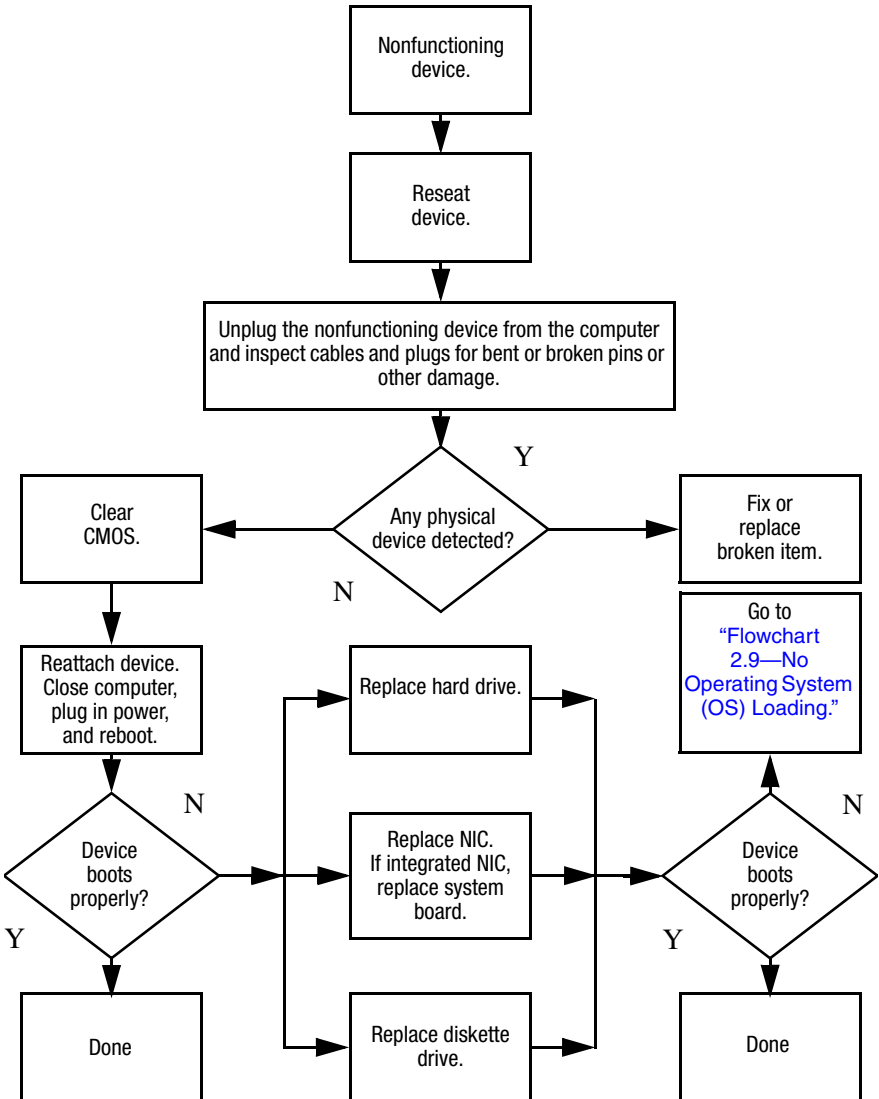 Nonfunctioning
device.
Reseat
device.
Unplug the nonfunctioning device from the computer
and inspect cables and plugs for bent or broken pins or
other damage.
Y
Any physical
device detected?
N
Clear
CMOS.
Fix or
replace
broken item.
Go to
“Flowchart
2.9—No
Operating System
(OS) Loading.”
Reattach device.
Close computer,
plug in power,
and reboot.
Replace hard drive.
N
Device
boots
properly?
Y
Replace NIC.
If integrated NIC,
replace system
board.
N
Device
boots
properly?
Y
Done
Replace diskette
drive.
Done